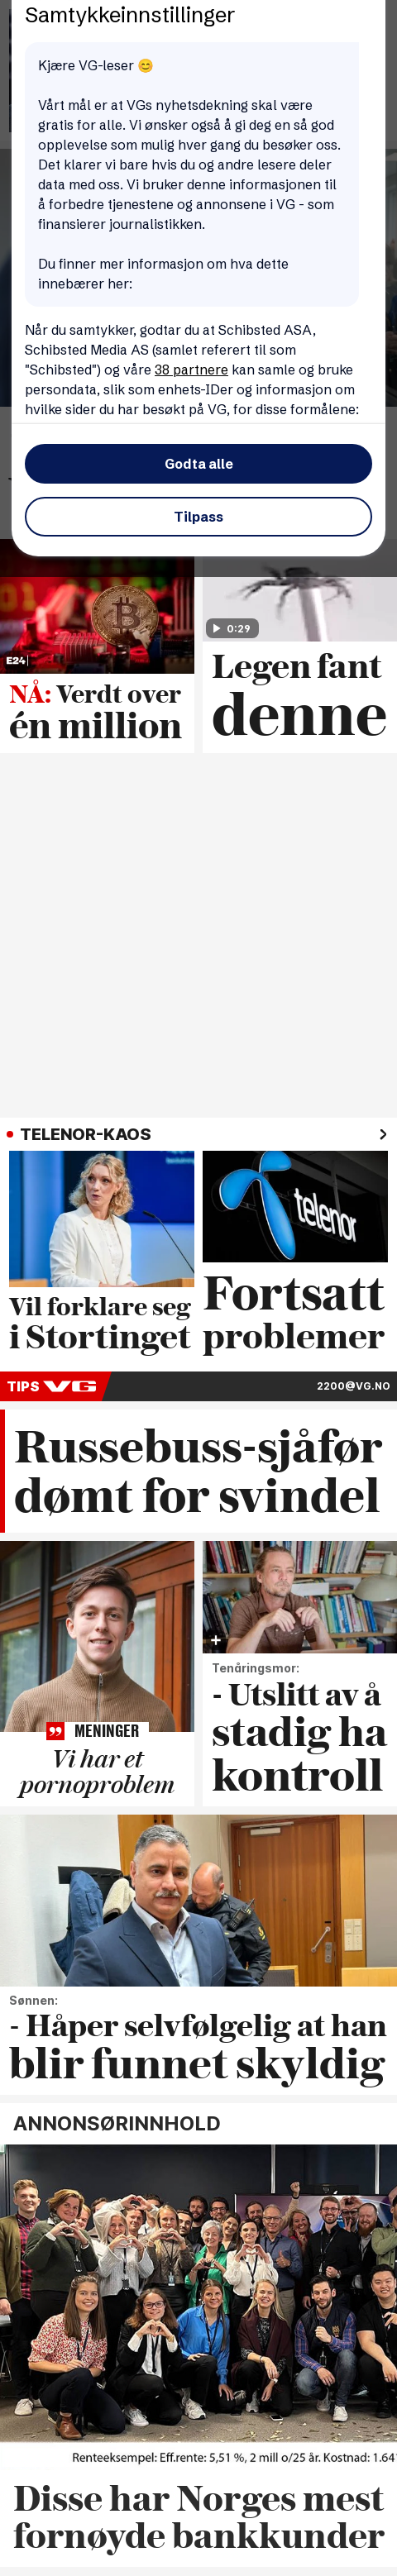 Samtykkeinnstillinger
Kjære VG-leser 😊
Vårt mål er at VGs nyhetsdekning skal være
gratis for alle. Vi ønsker også å gi deg en så god
opplevelse som mulig hver gang du besøker oss.
Det klarer vi bare hvis du og andre lesere deler
data med oss. Vi bruker denne informasjonen til
å forbedre tjenestene og annonsene i VG - som
finansierer journalistikken.
Du finner mer informasjon om hva dette
innebærer her:
Når du samtykker, godtar du at Schibsted ASA,
Schibsted Media AS (samlet referert til som
"Schibsted") og våre 38 partnere kan samle og bruke
persondata, slik som enhets-IDer og informasjon om
hvilke sider du har besøkt på VG, for disse formålene:
Godta alle
Tilpass
E24
NÅ: Verdt over
én million
0:29
Legen fant
denne
TELENOR-KAOS
Vil forklare seg
i Stortinget
telenor
Fortsatt
problemer
TIPS VG
2200@VG.NO
Russebuss-sjåfør
dømt for svindel
MENINGER
Vi har et
pornoproblem
Tenåringsmor:
- Utslitt av å
stadig ha
kontroll
Sønnen:
- Håper selvfølgelig at han
blir funnet skyldig
ANNONSØRINNHOLD
Renteeksempel: Eff.rente: 5,51 %, 2 mill o/25 år. Kostnad: 1.64
Disse har Norges mest
fornøyde bankkunder